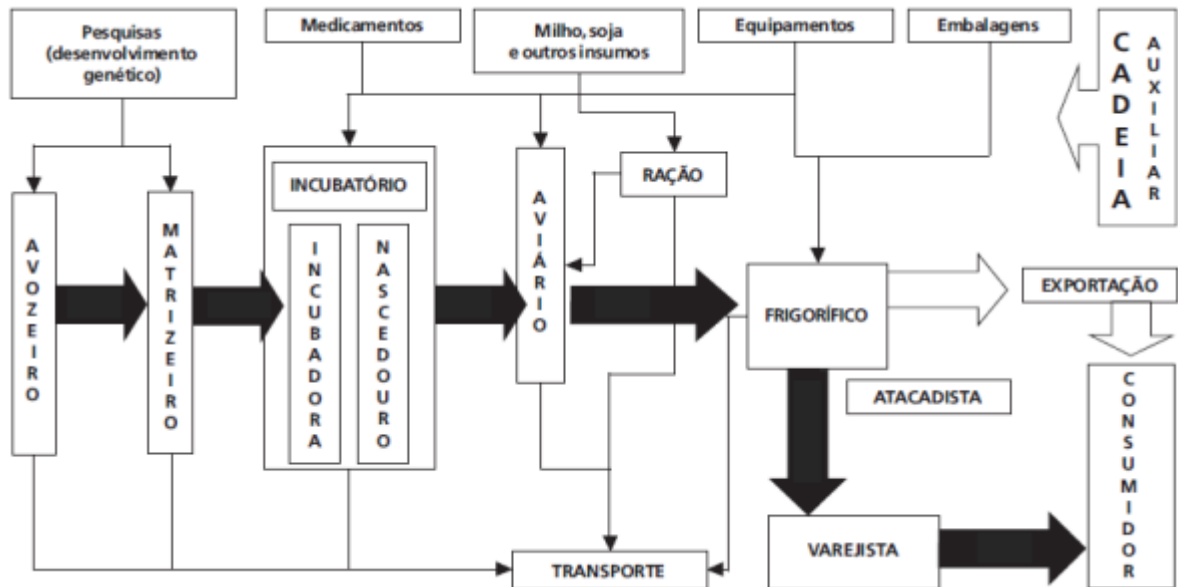 Pesquisas
(desenvolvimento
genético)
Medicamentos
Milho, soja
e outros insumos
Equipamentos
Embalagens
CADEIA
AUXILIAR
AVOZEIRO
MATRIZEIRO
INCUBATÓRIO
INCUBADORA
NASCEDOURO
AVIÁRIO
RAÇÃO
FRIGORÍFICO
EXPORTAÇÃO
ATACADISTA
CONSUMIDOR
VAREJISTA
TRANSPORTE